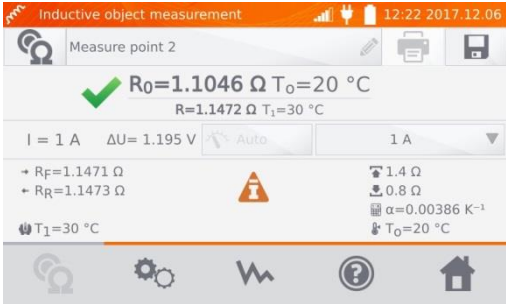 Inductive object measurement 12:22 2017.12.06
Measure point 2
R₀=1.1046 Ω T₀=20 °C
R=1.1472 Ω T₁=30 °C
I = 1 A ΔU= 1.195 V Auto 1 A
RF=1.1471 Ω 1.4 Ω
RR=1.1473 Ω 0.8 Ω
α=0.00386 K⁻¹
T₁=30 °C T₀=20 °C